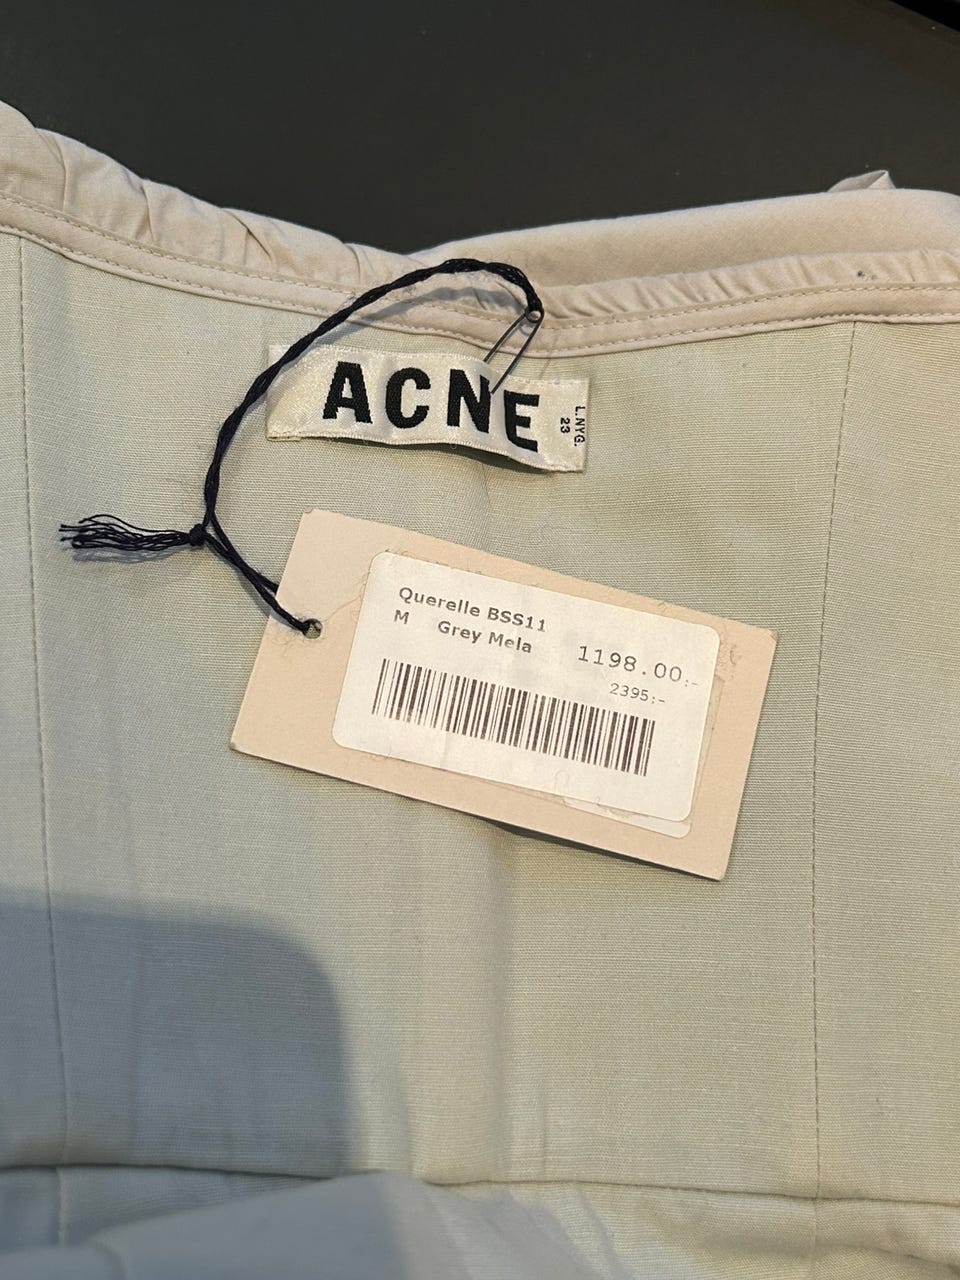 ACNE
L.NYG.
23
Querelle BSS11
M Grey Mela
1198.00:-
2395:-